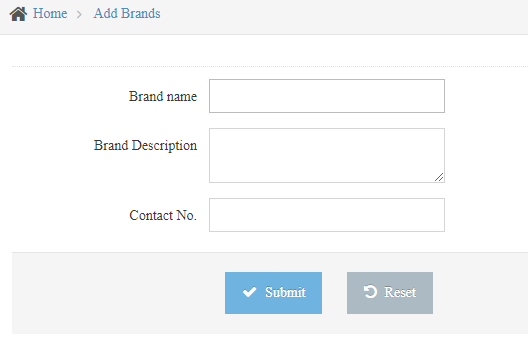 Home > Add Brands
Brand name
Brand Description
Contact No.
Submit Reset